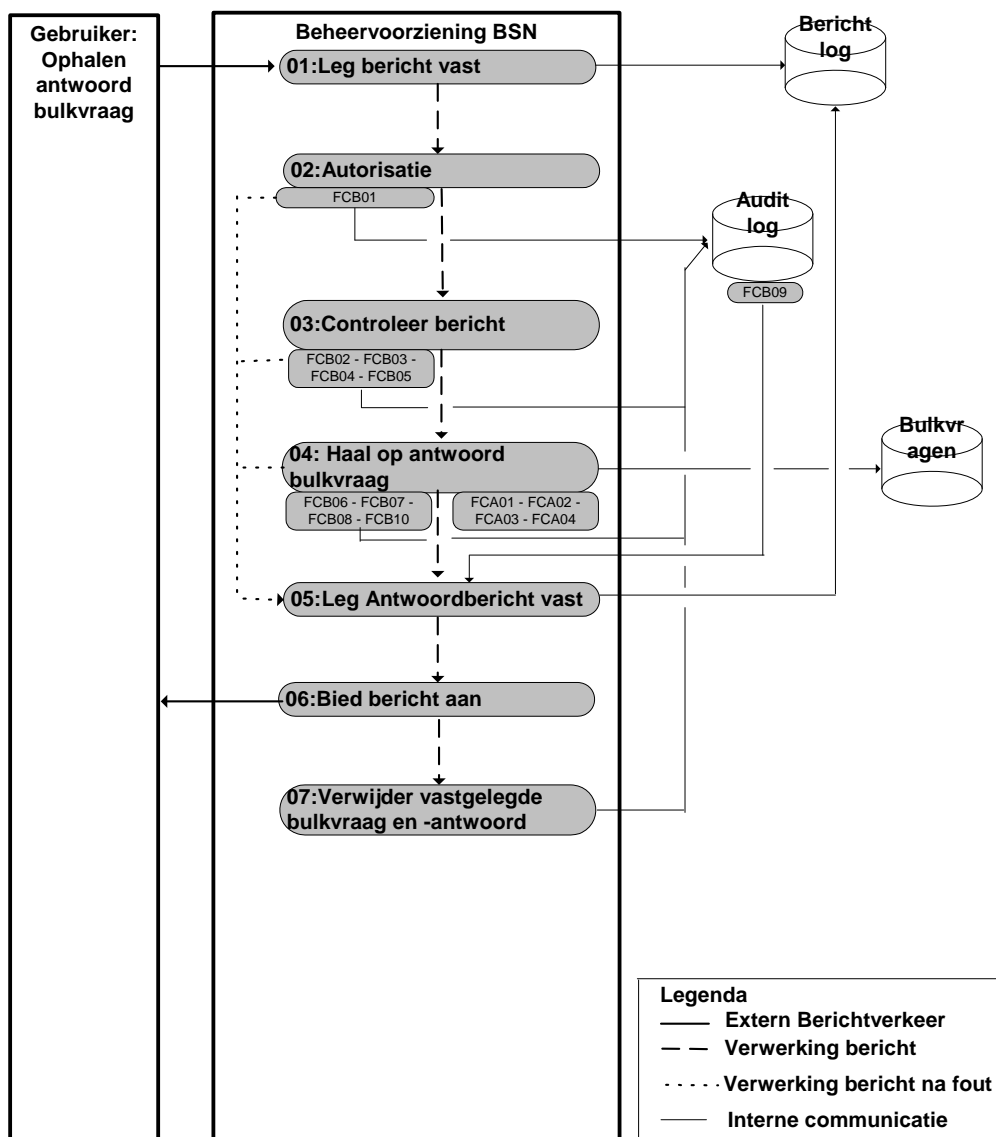 Gebruiker:
Ophalen
antwoord
bulkvraag
Beheervoorziening BSN
01:Leg bericht vast
Bericht
log
02:Autorisatie
FCB01
Audit
log
FCB09
03:Controleer bericht
FCB02 - FCB03 -
FCB04 - FCB05
04: Haal op antwoord
bulkvraag
FCB06 - FCB07 -
FCB08 - FCB10
FCA01 - FCA02 -
FCA03 - FCA04
Bulkvr
agen
05:Leg Antwoordbericht vast
06:Bied bericht aan
07:Verwijder vastgelegde
bulkvraag en -antwoord
Legenda
Extern Berichtverkeer
Verwerking bericht
Verwerking bericht na fout
Interne communicatie